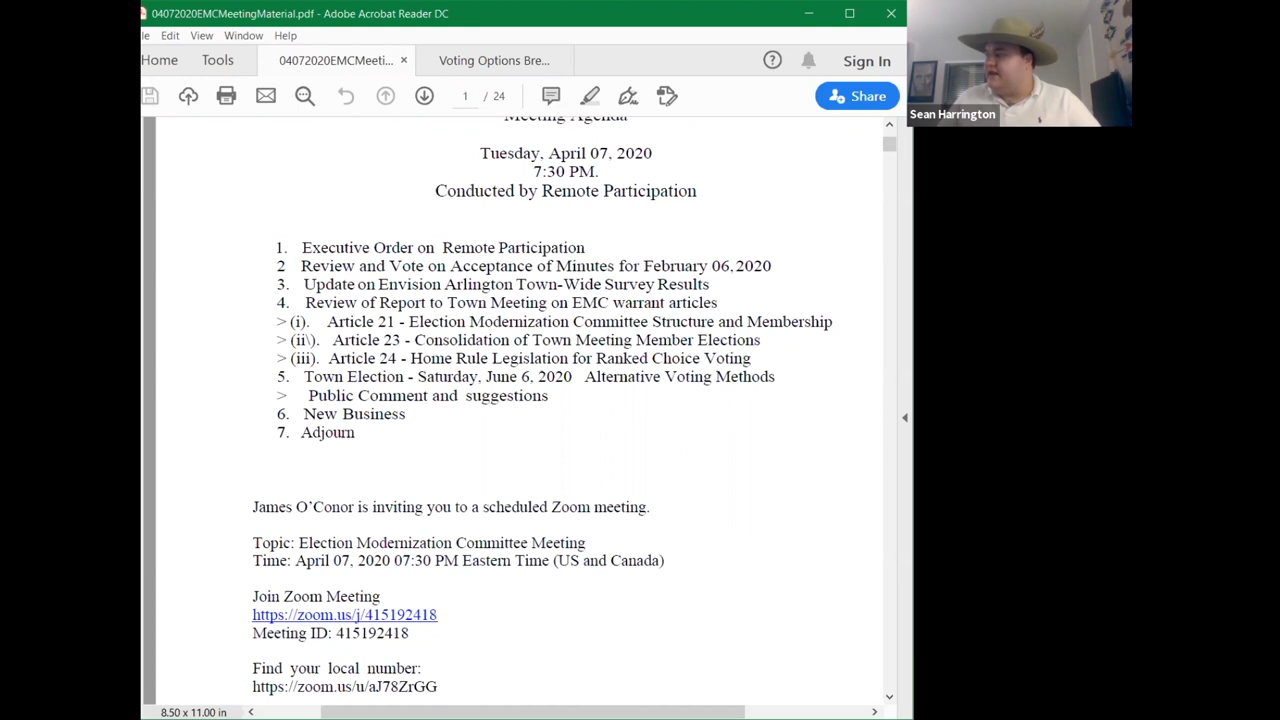 04072020EMCMeetingMaterial.pdf - Adobe Acrobat Reader DC
le Edit View Window Help
Home Tools 04072020EMCMeeti... × Voting Options Bre... Sign In
1 / 24 Share
Sean Harrington
Meeting Agenda
Tuesday, April 07, 2020
7:30 PM.
Conducted by Remote Participation
1. Executive Order on Remote Participation
2 Review and Vote on Acceptance of Minutes for February 06, 2020
3. Update on Envision Arlington Town-Wide Survey Results
4. Review of Report to Town Meeting on EMC warrant articles
> (i). Article 21 - Election Modernization Committee Structure and Membership
> (ii\). Article 23 - Consolidation of Town Meeting Member Elections
> (iii). Article 24 - Home Rule Legislation for Ranked Choice Voting
5. Town Election - Saturday, June 6, 2020 Alternative Voting Methods
> Public Comment and suggestions
6. New Business
7. Adjourn
James O'Conor is inviting you to a scheduled Zoom meeting.
Topic: Election Modernization Committee Meeting
Time: April 07, 2020 07:30 PM Eastern Time (US and Canada)
Join Zoom Meeting
https://zoom.us/j/415192418
Meeting ID: 415192418
Find your local number:
https://zoom.us/u/aJ78ZrGG
8.50 x 11.00 in